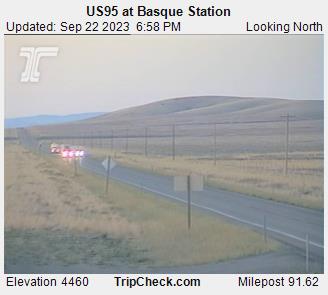 US95 at Basque Station
Updated: Sep 22 2023 6:58 PM Looking North
Elevation 4460 TripCheck.com Milepost 91.62